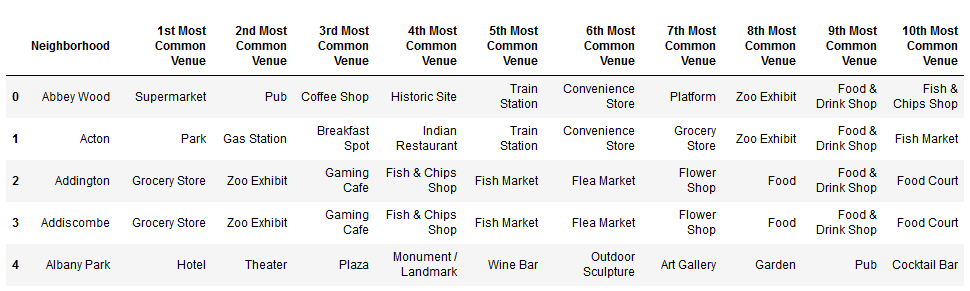 Neighborhood 1st Most Common Venue 2nd Most Common Venue 3rd Most Common Venue 4th Most Common Venue 5th Most Common Venue 6th Most Common Venue 7th Most Common Venue 8th Most Common Venue 9th Most Common Venue 10th Most Common Venue
0 Abbey Wood Supermarket Pub Coffee Shop Historic Site Train Station Convenience Store Platform Zoo Exhibit Food & Drink Shop Fish & Chips Shop
1 Acton Park Gas Station Breakfast Spot Indian Restaurant Train Station Convenience Store Grocery Store Zoo Exhibit Food & Drink Shop Fish Market
2 Addington Grocery Store Zoo Exhibit Gaming Cafe Fish & Chips Shop Fish Market Flea Market Flower Shop Food Food & Drink Shop Food Court
3 Addiscombe Grocery Store Zoo Exhibit Gaming Cafe Fish & Chips Shop Fish Market Flea Market Flower Shop Food Food & Drink Shop Food Court
4 Albany Park Hotel Theater Plaza Monument / Landmark Wine Bar Outdoor Sculpture Art Gallery Garden Pub Cocktail Bar